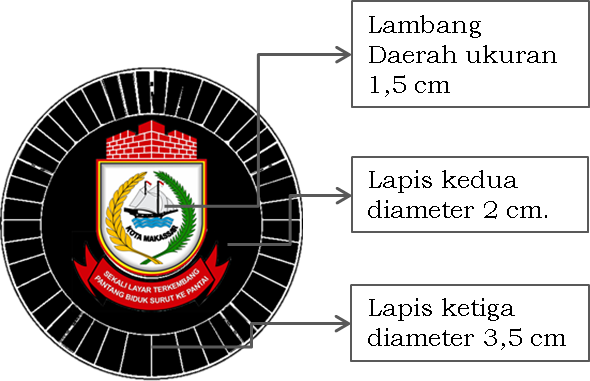 Lambang
Daerah ukuran
1,5 cm
Lapis kedua
diameter 2 cm.
Lapis ketiga
diameter 3,5 cm
KOTA MAKASSAR
SEKALI LAYAR TERKEMBANG
PANTANG BIDUK SURUT KE PANTAI